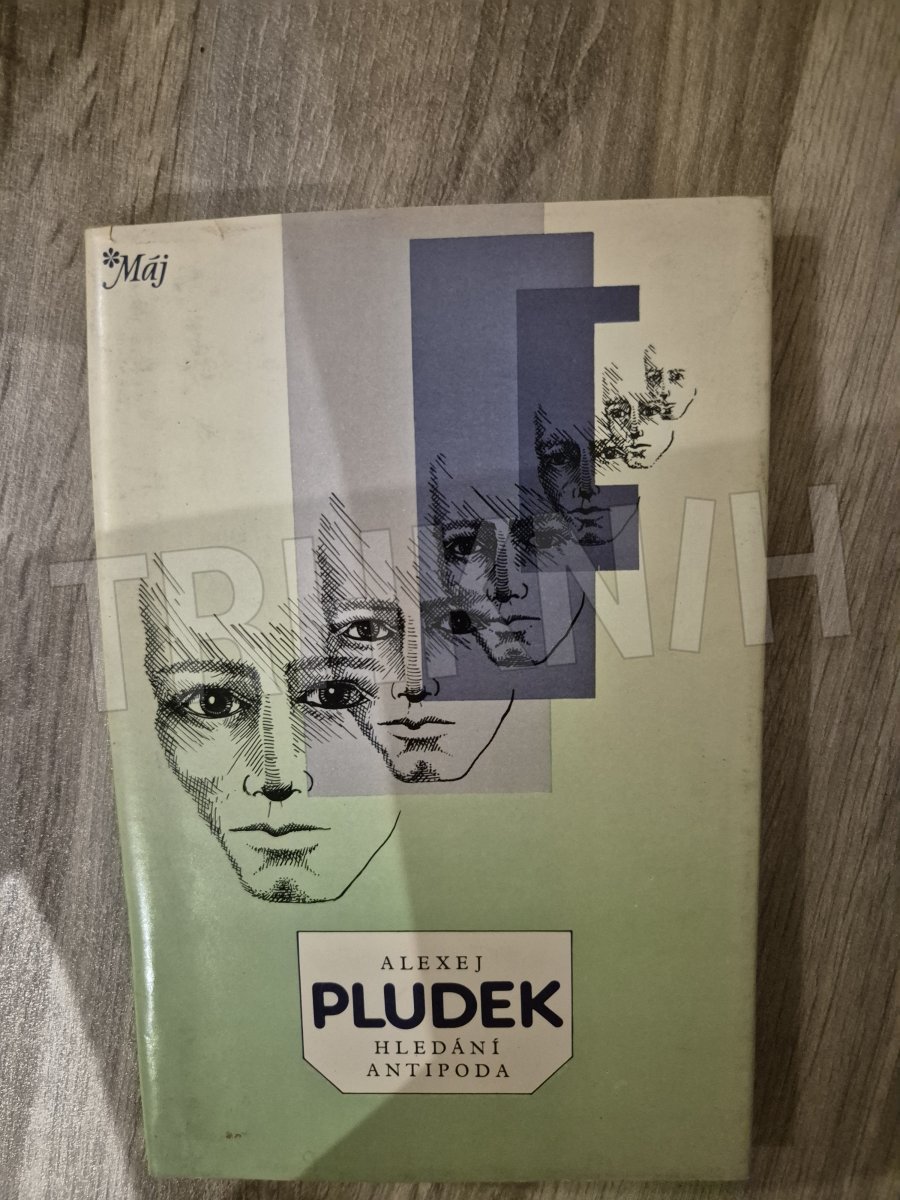 *Máj
ALEXEJ
PLUDEK
HLEDÁNÍ
ANTIPODA